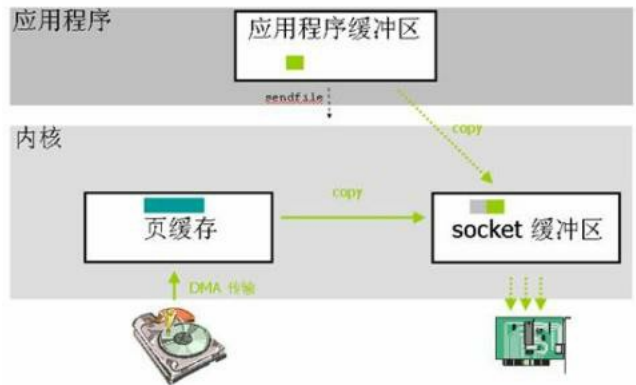 应用程序
应用程序缓冲区
sendfile
copy
内核
copy
页缓存
socket 缓冲区
DMA 传输